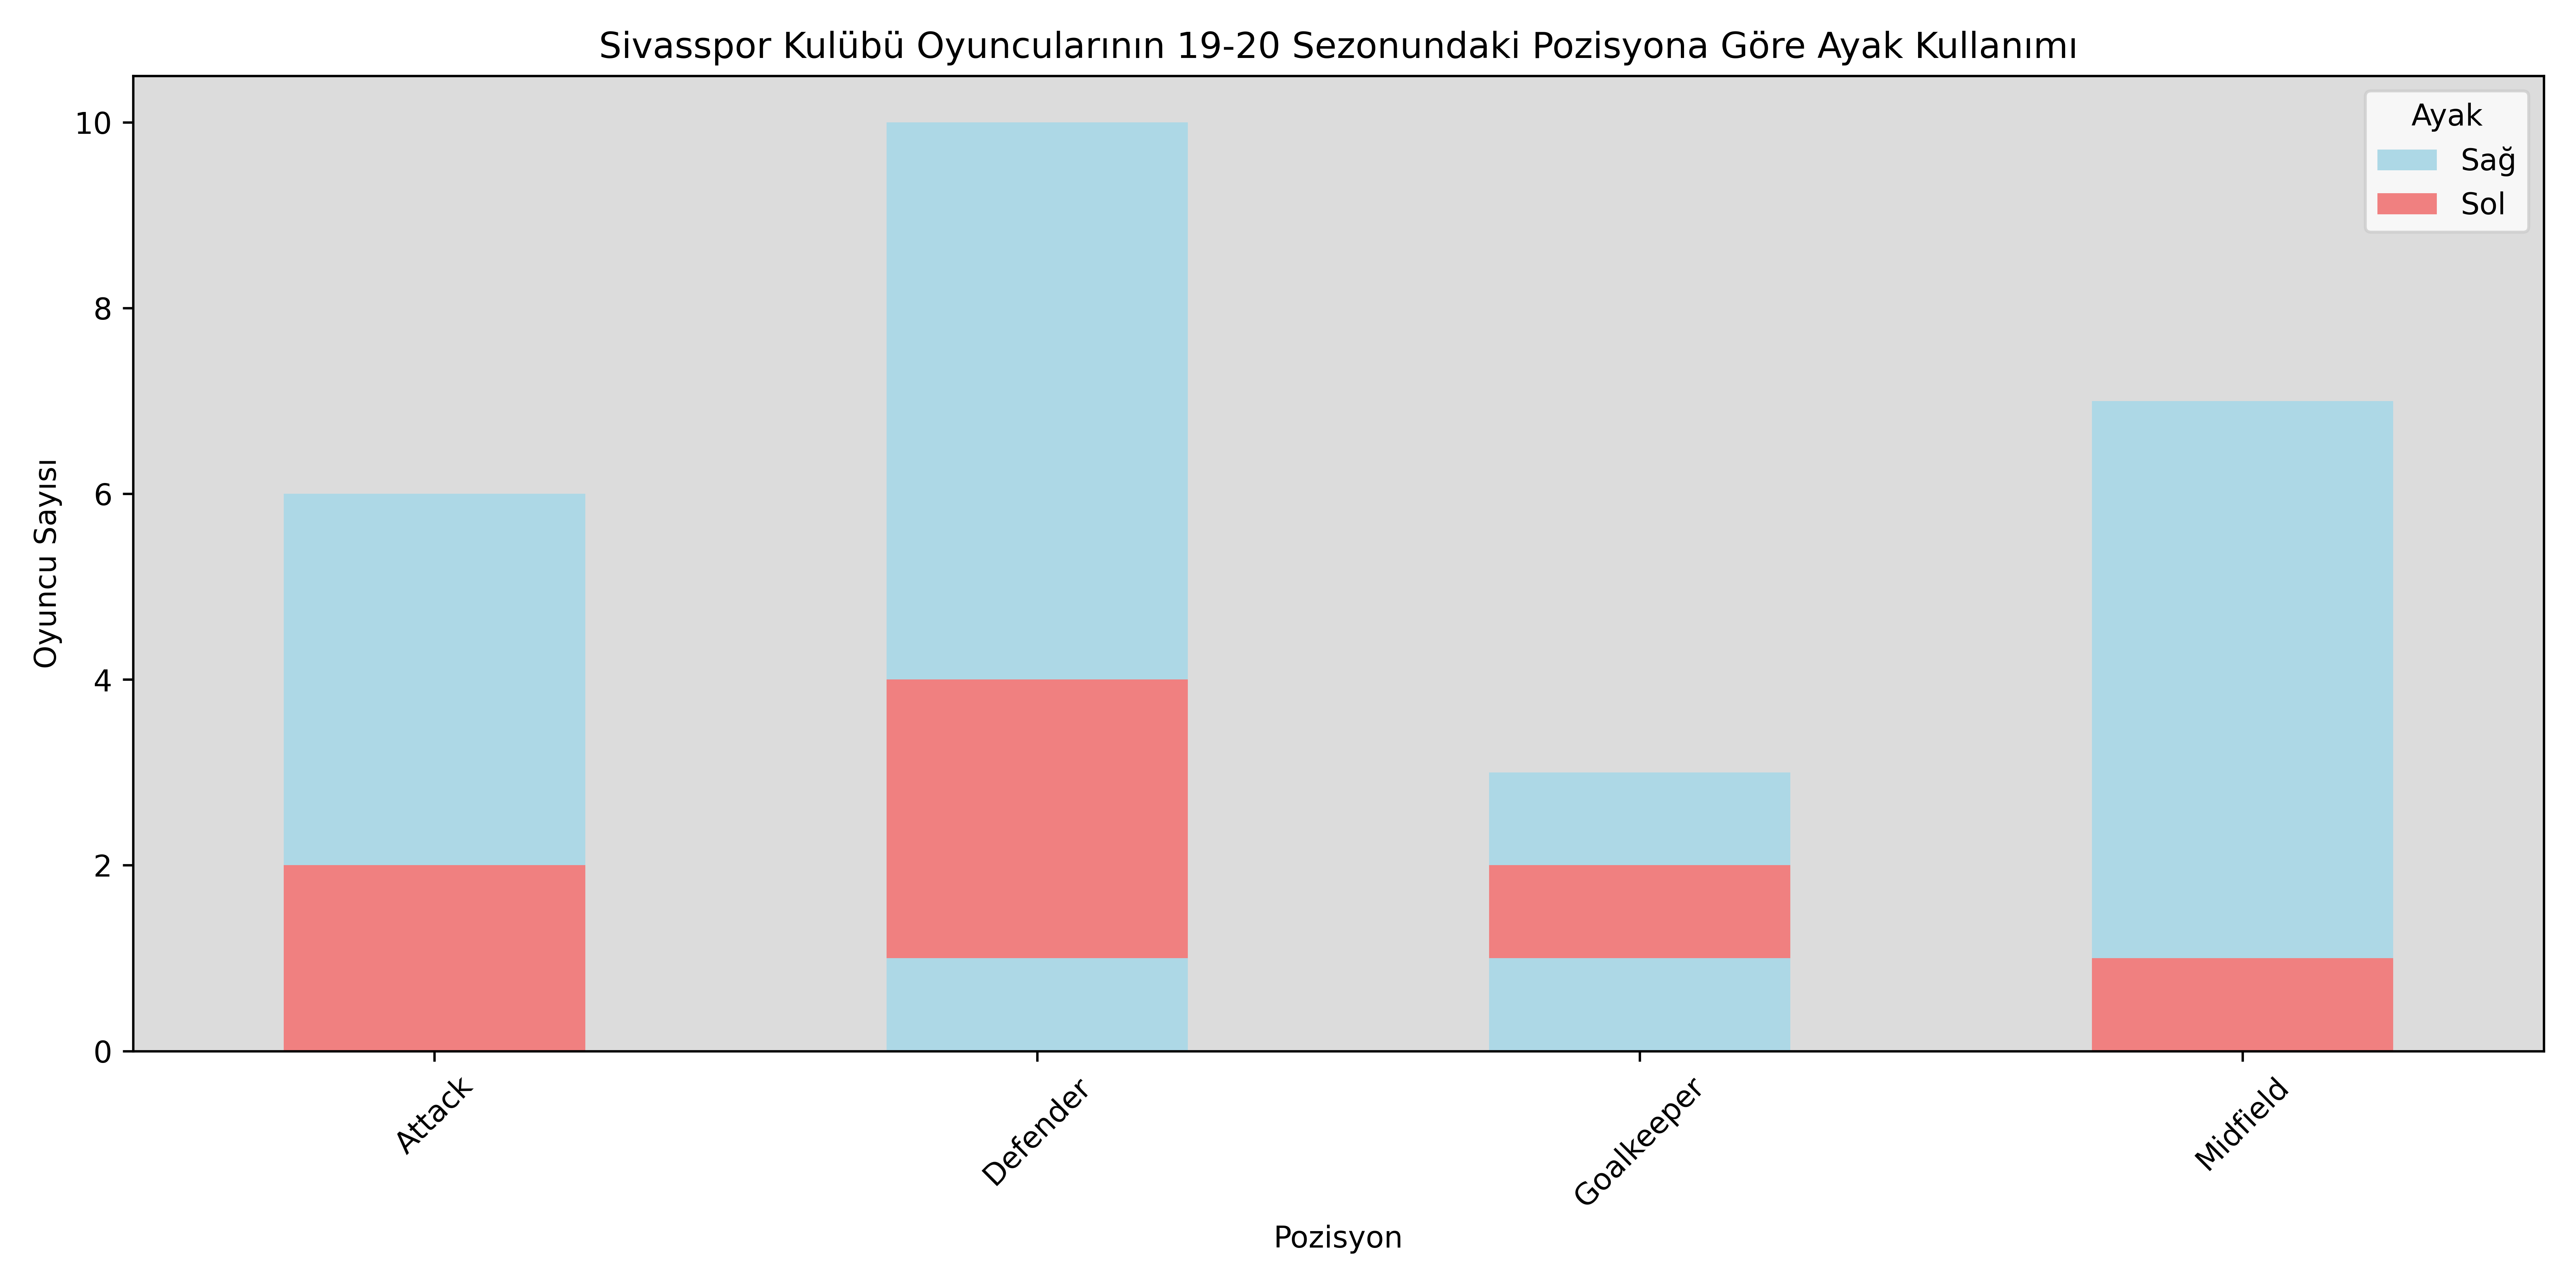 Sivasspor Kulübü Oyuncularının 19-20 Sezonundaki Pozisyona Göre Ayak Kullanımı
Ayak
Sağ
Sol
Oyuncu Sayısı
10
8
6
4
2
0
Attack
Defender
Goalkeeper
Midfield
Pozisyon